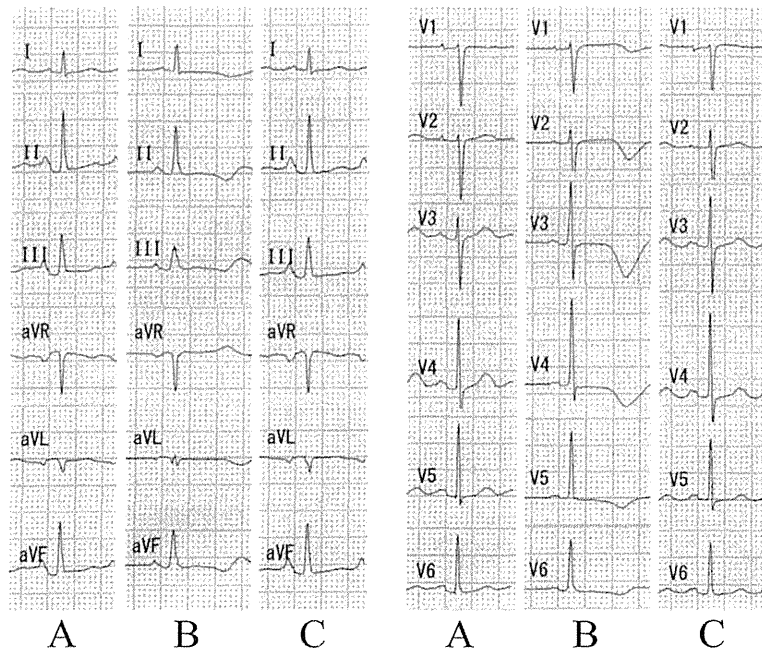 I I I
II II II
III III III
aVR aVR aVR
aVL aVL aVL
aVF aVF aVF
A B C
V1 V1 V1
V2 V2 V2
V3 V3 V3
V4 V4 V4
V5 V5 V5
V6 V6 V6
A B C